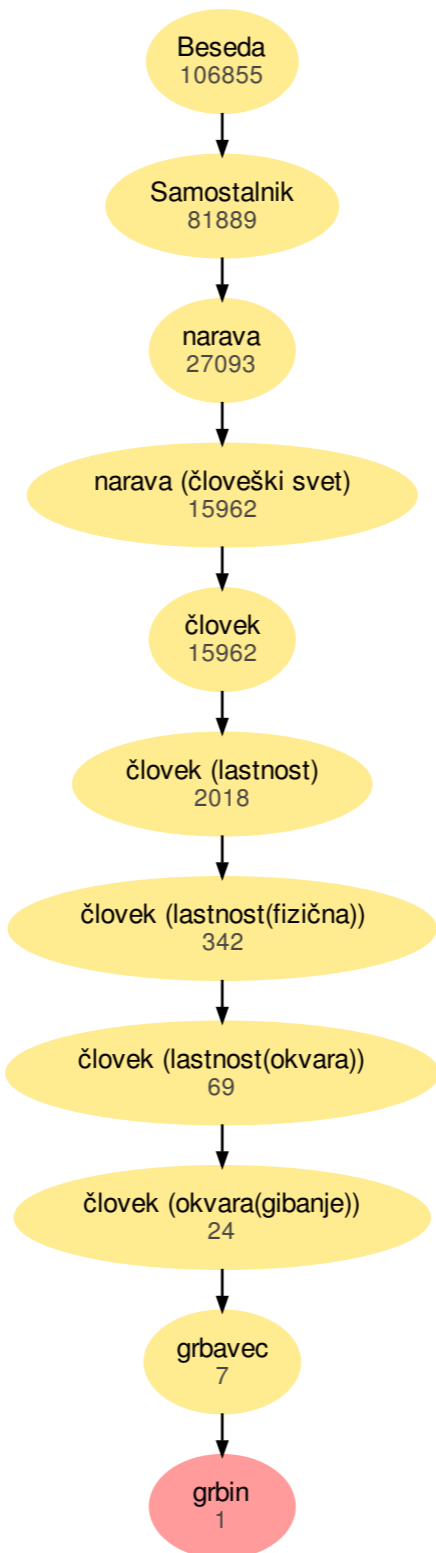 Beseda
106855
Samostalnik
81889
narava
27093
narava (človeški svet)
15962
človek
15962
človek (lastnost)
2018
človek (lastnost(fizična))
342
človek (lastnost(okvara))
69
človek (okvara(gibanje))
24
grbavec
7
grbin
1